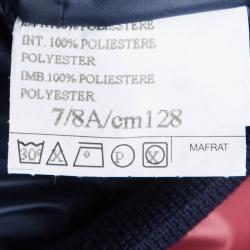 INT. 100% POLIESTERE
POLYESTER
IMB.100% POLIESTERE
POLYESTER
7/8A/cm128
30° P
MAFRAT